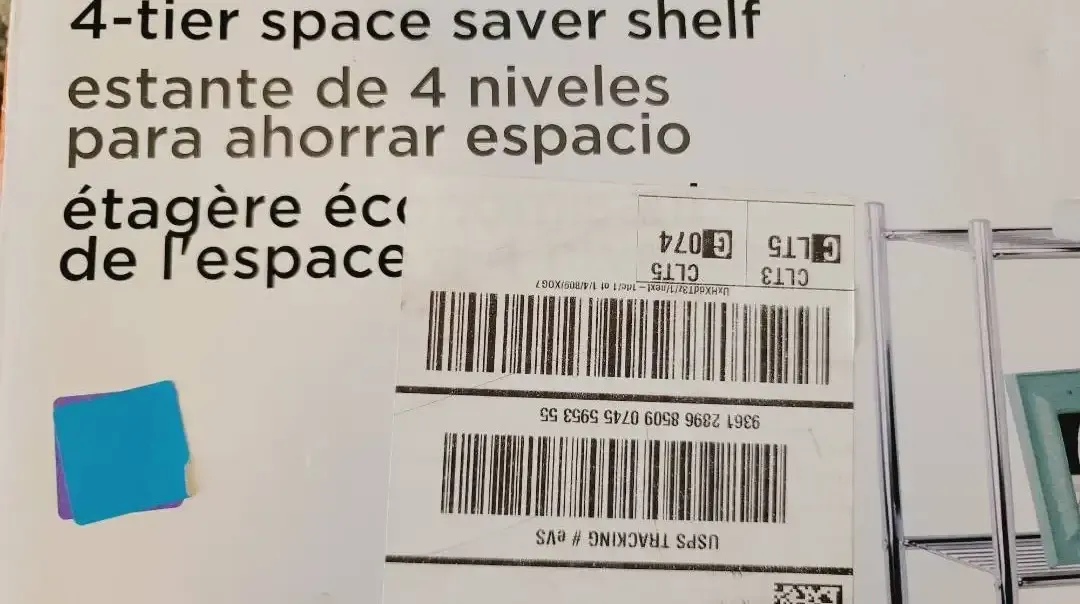 4-tier space saver shelf
estante de 4 niveles
para ahorrar espacio
étagère
de l'espace
USPS TRACKING # eVS
9361 2896 8509 0745 5953 55
CLT3 CLT5
C LT5 C 074